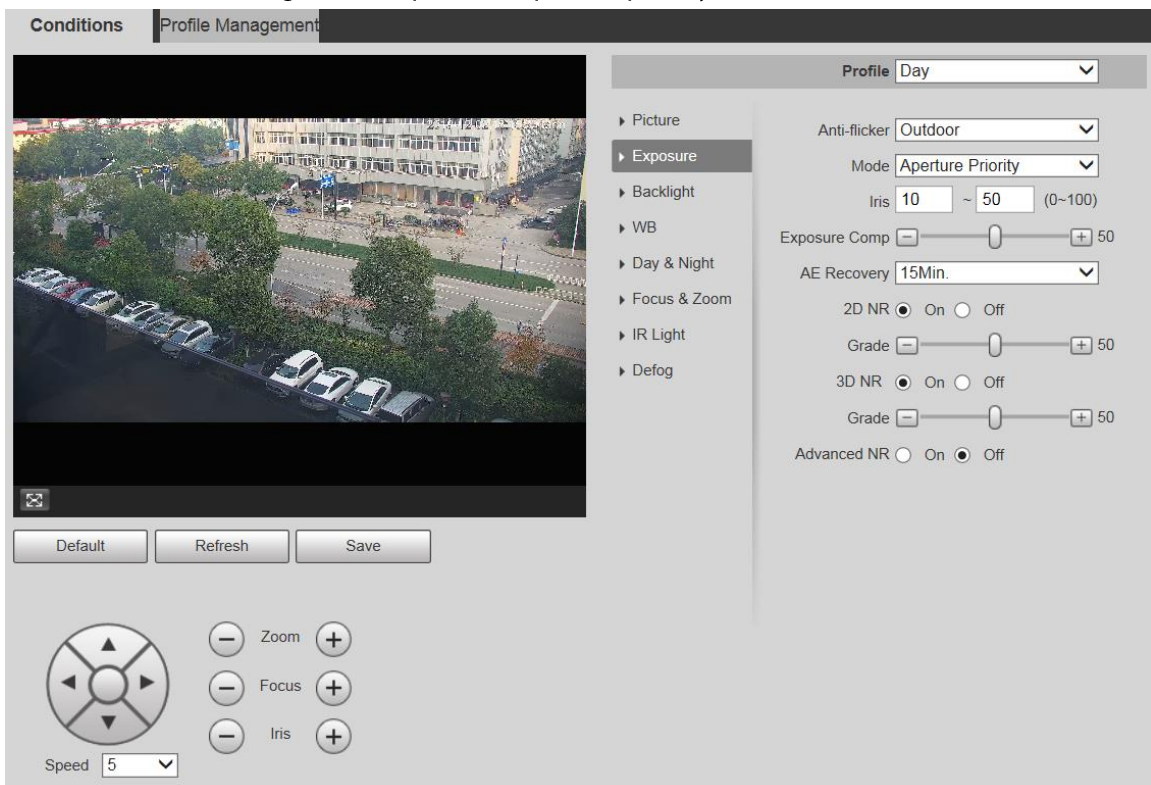 Conditions Profile Management
Profile Day
Picture
Exposure
Backlight
WB
Day & Night
Focus & Zoom
IR Light
Defog
Anti-flicker Outdoor
Mode Aperture Priority
Iris 10 ~ 50 (0~100)
Exposure Comp - + 50
AE Recovery 15Min.
2D NR On Off
Grade - + 50
3D NR On Off
Grade - + 50
Advanced NR On Off
Default Refresh Save
- Zoom +
- Focus +
- Iris +
Speed 5